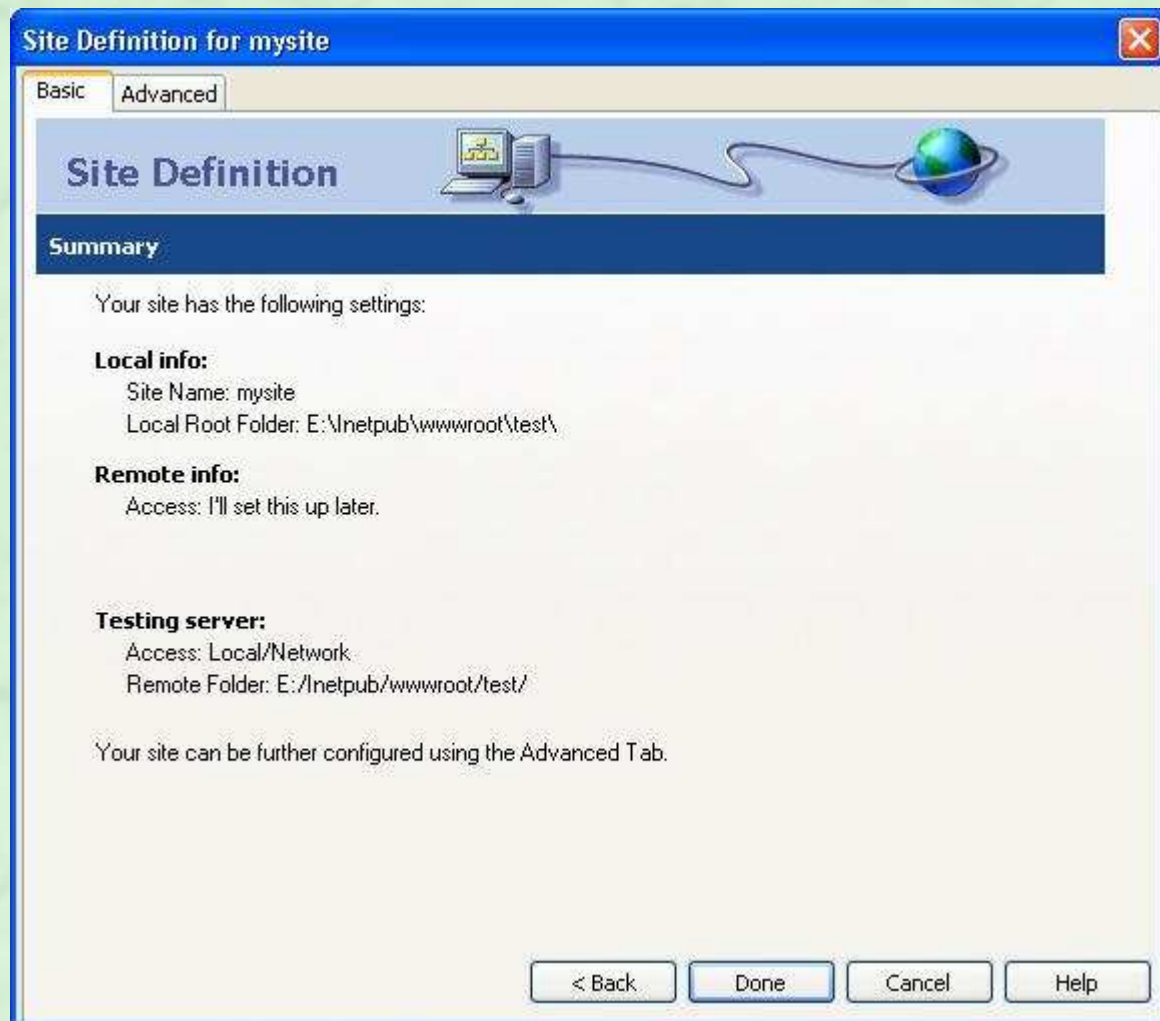 Site Definition for mysite
Basic Advanced
Site Definition
Summary
Your site has the following settings:
Local info:
Site Name: mysite
Local Root Folder: E:\Inetpub\wwwroot\test\
Remote info:
Access: I'll set this up later.
Testing server:
Access: Local/Network
Remote Folder: E:/Inetpub/wwwroot/test/
Your site can be further configured using the Advanced Tab.
< Back Done Cancel Help